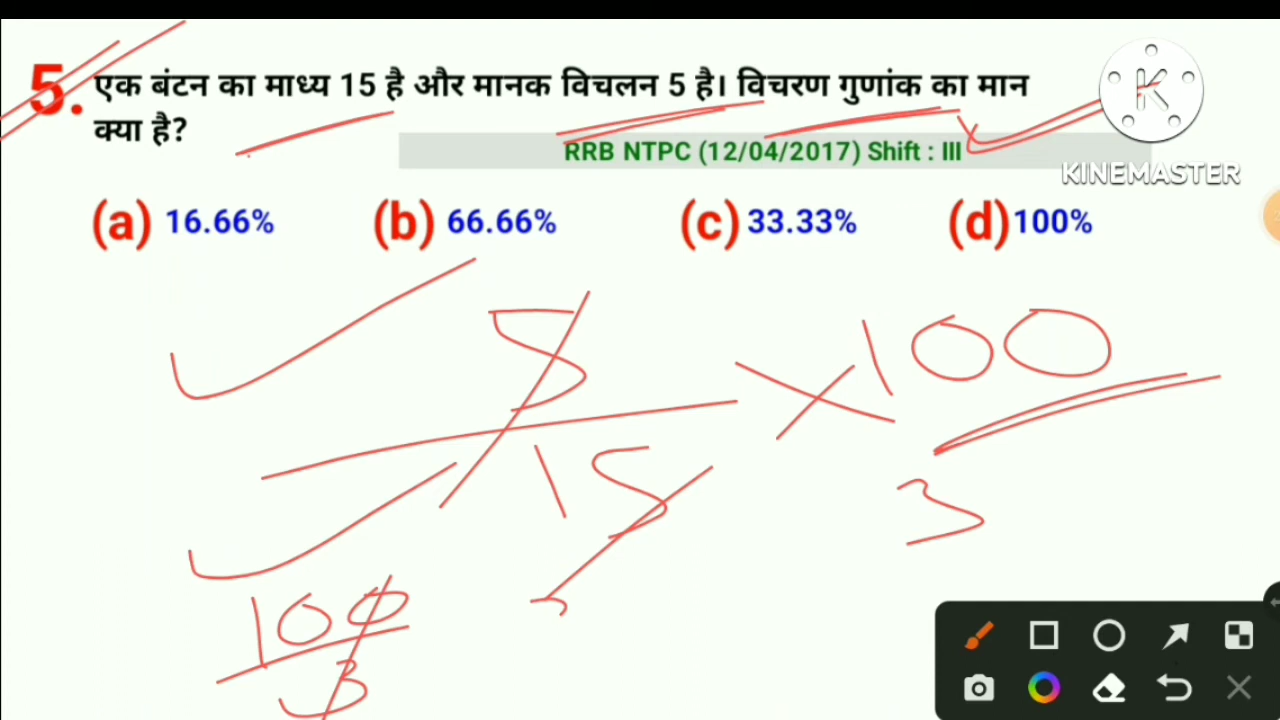 5. एक बंटन का माध्य 15 है और मानक विचलन 5 है। विचरण गुणांक का मान
क्या है?
RRB NTPC (12/04/2017) Shift : III
K
KINEMASTER
(a) 16.66% (b) 66.66% (c) 33.33% (d) 100%
5
15
×100
3
3
100
3